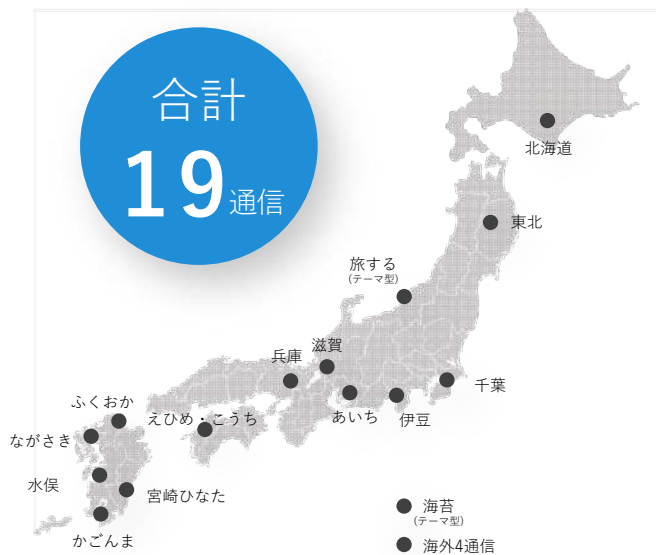 合計
19通信
北海道
東北
旅する
(テーマ型)
滋賀
兵庫
千葉
ふくおか
えひめ・こうち
あいち
伊豆
ながさき
水俣
宮崎ひなた
かごんま
海苔
(テーマ型)
海外4通信